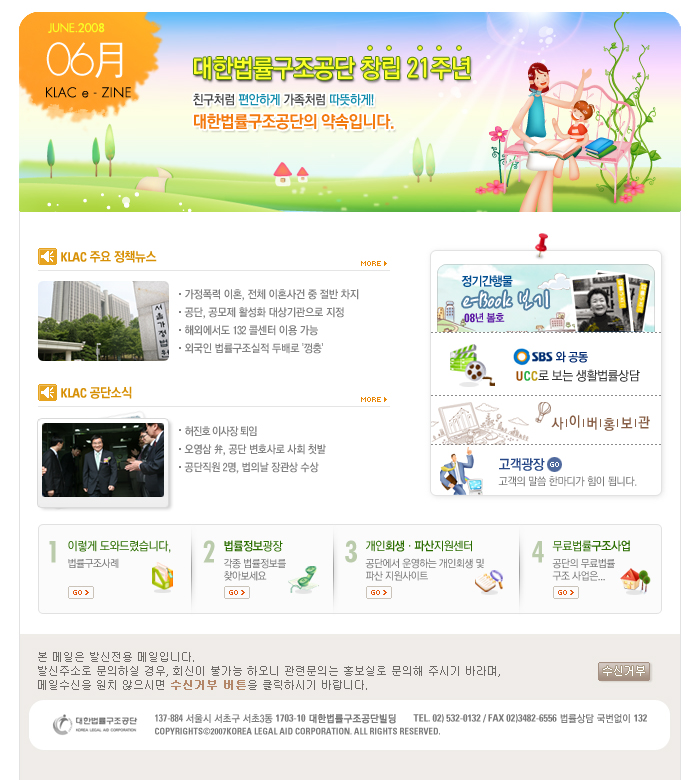 JUNE.2008
06月
KLAC e - ZINE
대한법률구조공단 창립 21주년
친구처럼 편안하게 가족처럼 따뜻하게!
대한법률구조공단의 약속입니다.
KLAC 주요 정책뉴스
MORE
서울가정법원
· 가정폭력 이혼, 전체 이혼사건 중 절반 차지
· 공단, 공모제 활성화 대상기관으로 지정
· 해외에서도 132 콜센터 이용 가능
· 외국인 법률구조실적 두배로 '껑충'
KLAC 공단소식
MORE
· 허진호 이사장 퇴임
· 오영삼 弁, 공단 변호사로 사회 첫발
· 공단직원 2명, 법의날 장관상 수상
정기간행물
e-Book 보기
08년 봄호
SBS 와 공동
UCC로 보는 생활법률상담
사이버홍보관
고객광장 GO
고객의 말씀 한마디가 힘이 됩니다.
1 이렇게 도와드렸습니다,
법률구조사례
GO
2 법률정보광장
각종 법률정보를
찾아보세요
GO
3 개인회생 · 파산지원센터
공단에서 운영하는 개인회생 및
파산 지원사이트
GO
4 무료법률구조사업
공단의 무료법률
구조 사업은...
GO
본 메일은 발신전용 메일입니다.
발신주소로 문의하실 경우, 회신이 불가능 하오니 관련문의는 홍보실로 문의해 주시기 바라며,
메일수신을 원치 않으시면 수신거부 버튼을 클릭하시기 바랍니다.
수신거부
대한법률구조공단
KOREA LEGAL AID CORPORATION
137-884 서울시 서초구 서초3동 1703-10 대한법률구조공단빌딩 TEL. 02) 532-0132 / FAX 02)3482-6556 법률상담 국번없이 132
COPYRIGHTS©2007KOREA LEGAL AID CORPORATION. ALL RIGHTS RESERVED.